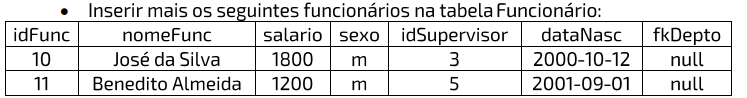 • Inserir mais os seguintes funcionários na tabela Funcionário:
idFunc nomeFunc salario sexo idSupervisor dataNasc fkDepto
10 José da Silva 1800 m 3 2000-10-12 null
11 Benedito Almeida 1200 m 5 2001-09-01 null